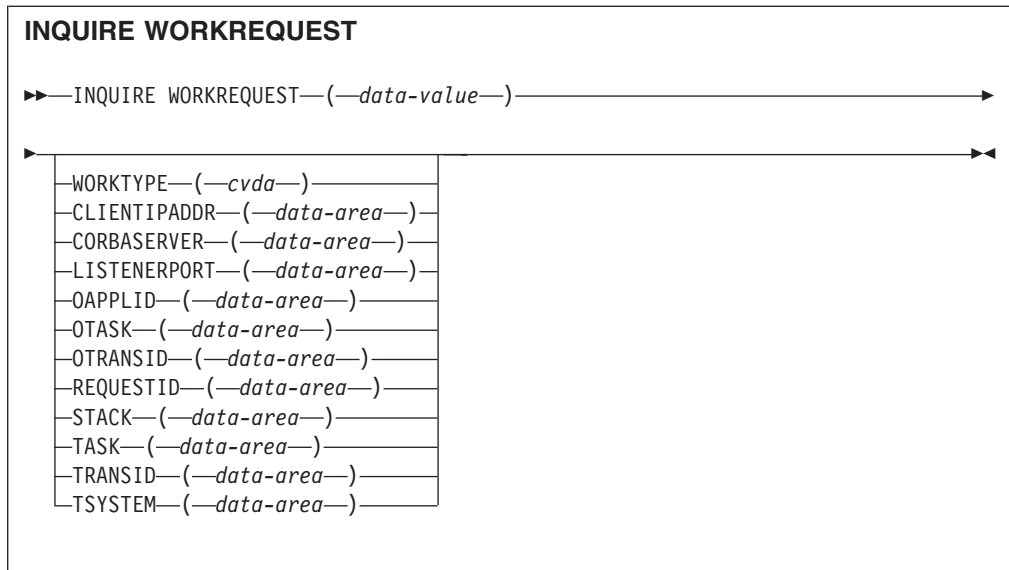 INQUIRE WORKREQUEST
INQUIRE WORKREQUEST ( data-value )
WORKTYPE ( cvda )
CLIENTIPADDR ( data-area )
CORBASERVER ( data-area )
LISTENERPORT ( data-area )
OAPPLID ( data-area )
OTASK ( data-area )
OTRANSID ( data-area )
REQUESTID ( data-area )
STACK ( data-area )
TASK ( data-area )
TRANSID ( data-area )
TSYSTEM ( data-area )